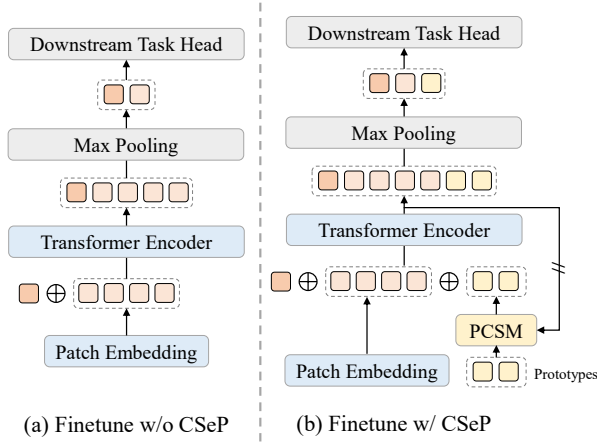 Downstream Task Head
Max Pooling
Transformer Encoder
Patch Embedding
(a) Finetune w/o CSeP
Downstream Task Head
Max Pooling
Transformer Encoder
PCSM
Patch Embedding
Prototypes
(b) Finetune w/ CSeP